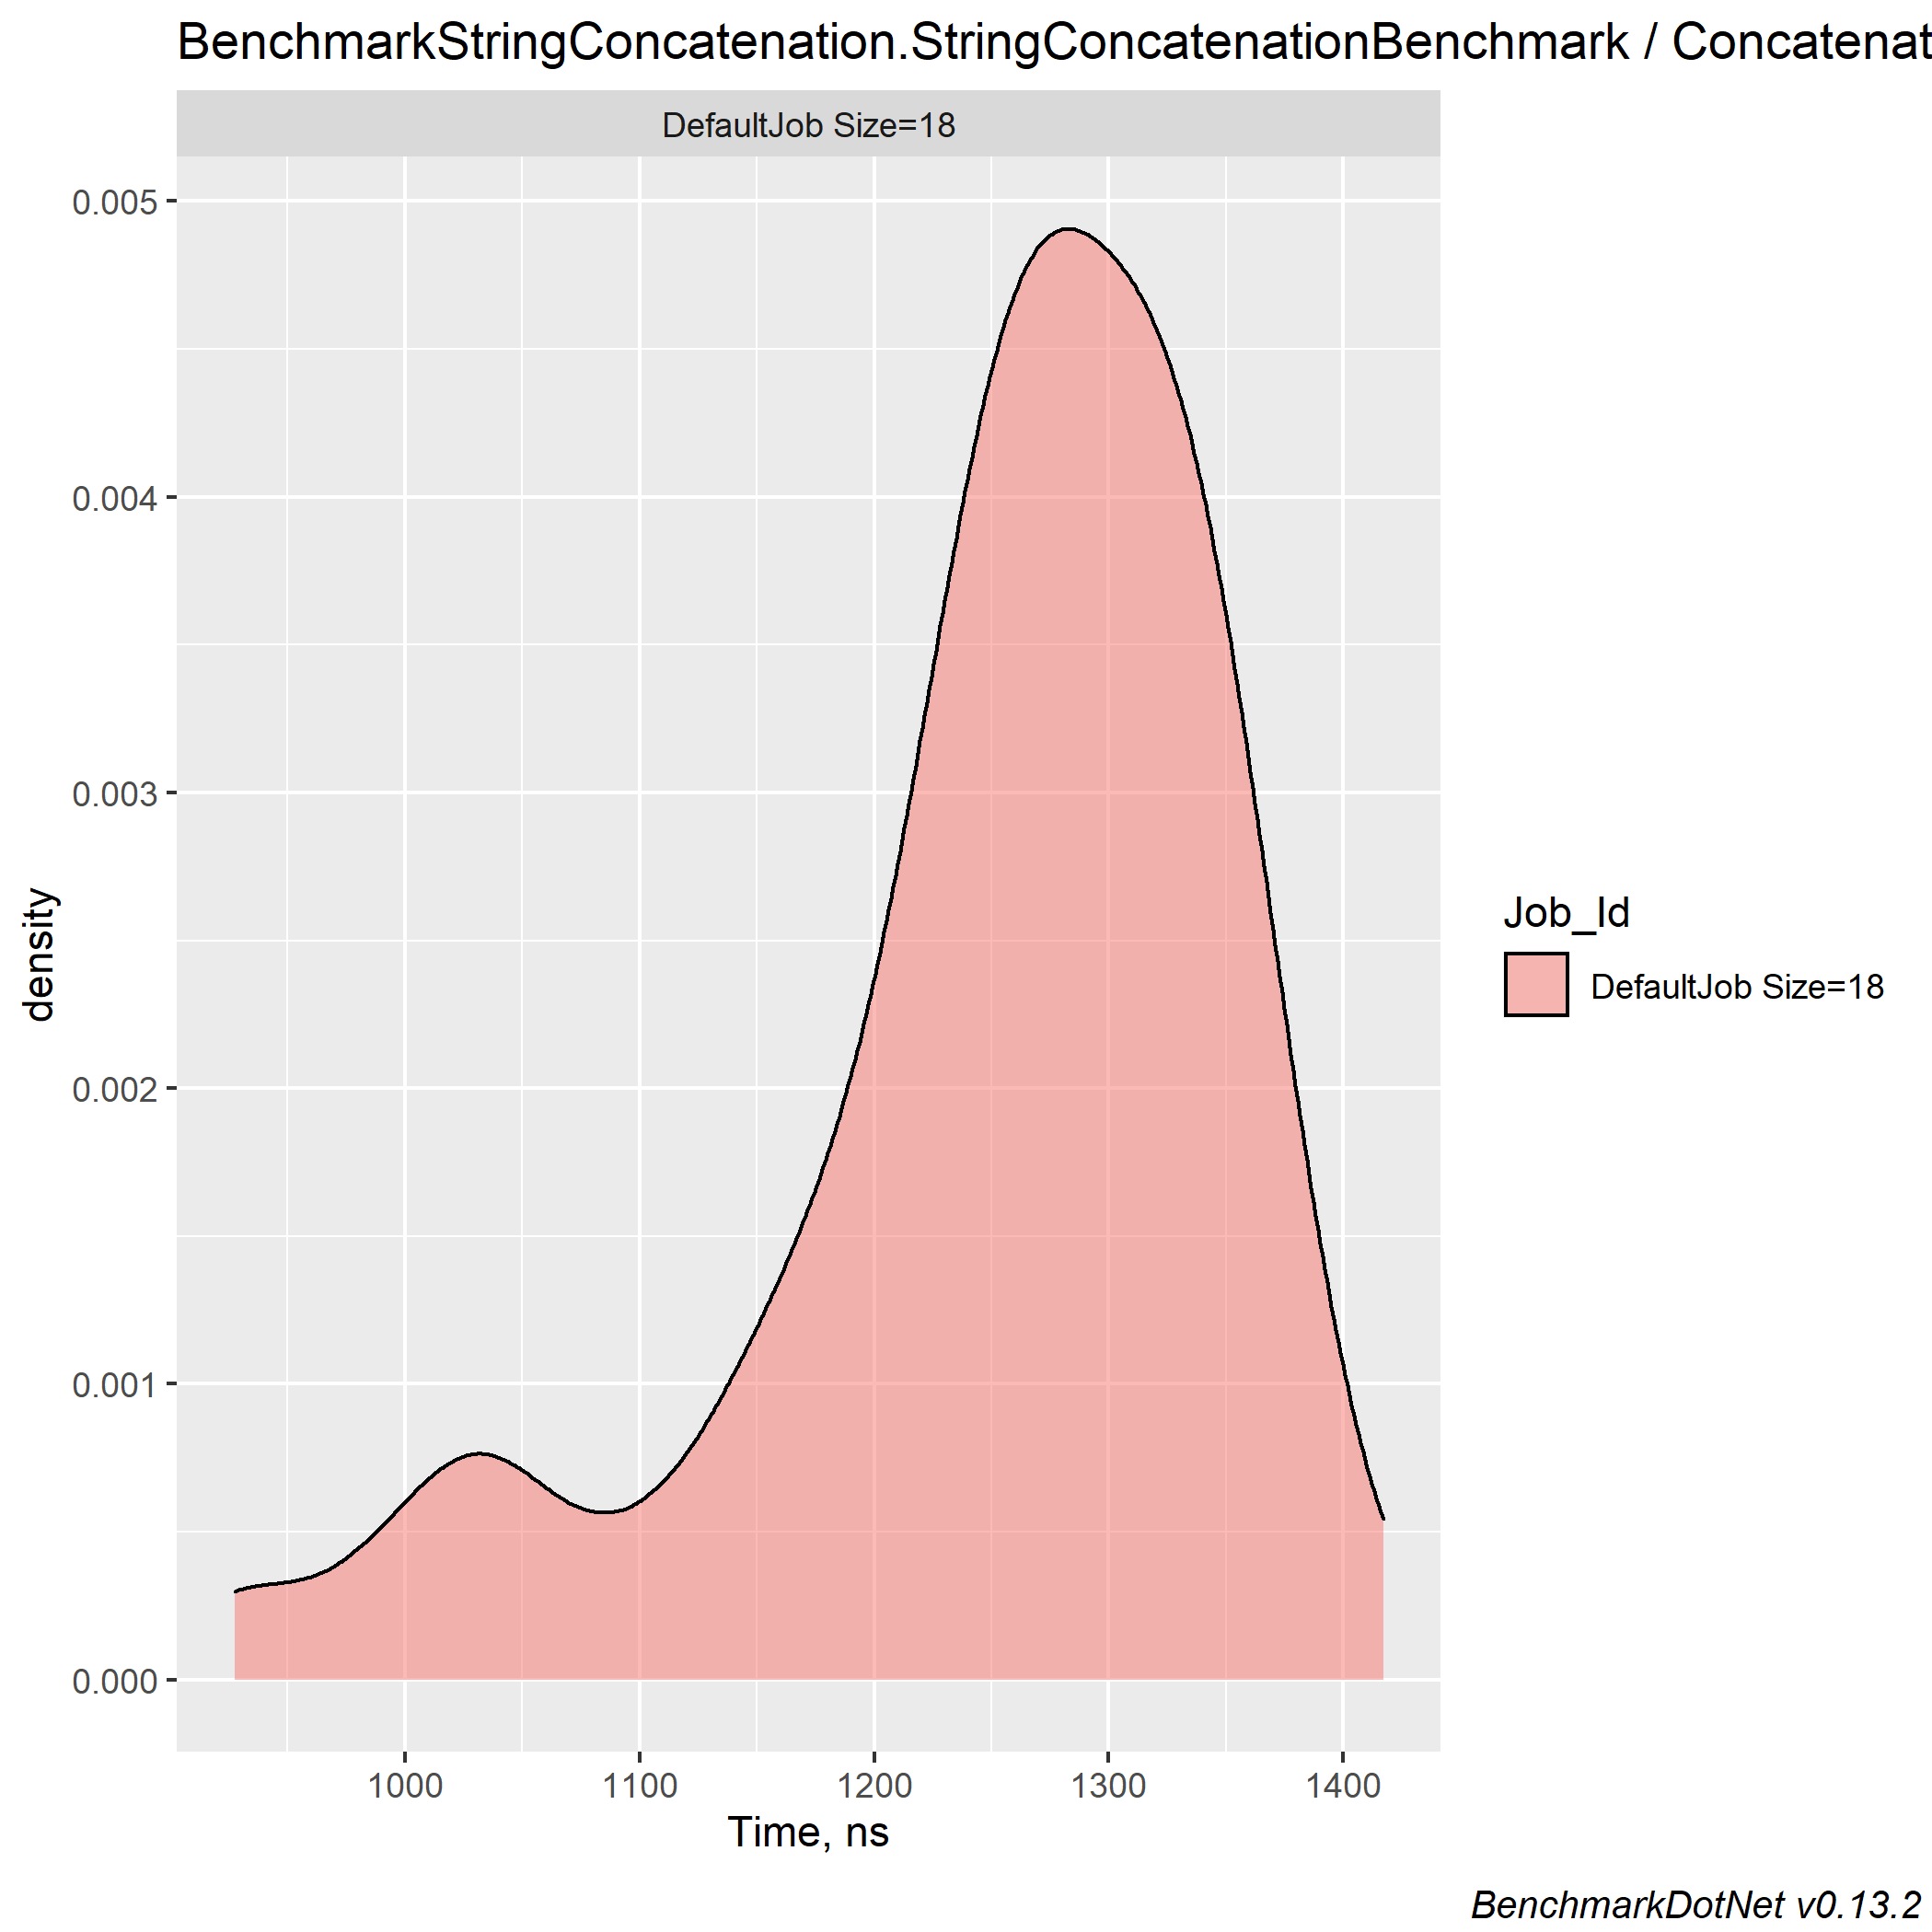 BenchmarkStringConcatenation.StringConcatenationBenchmark / Concatenat
DefaultJob Size=18
0.005
0.004
0.003
0.002
0.001
0.000
density
1000 1100 1200 1300 1400
Time, ns
Job_Id
DefaultJob Size=18
BenchmarkDotNet v0.13.2